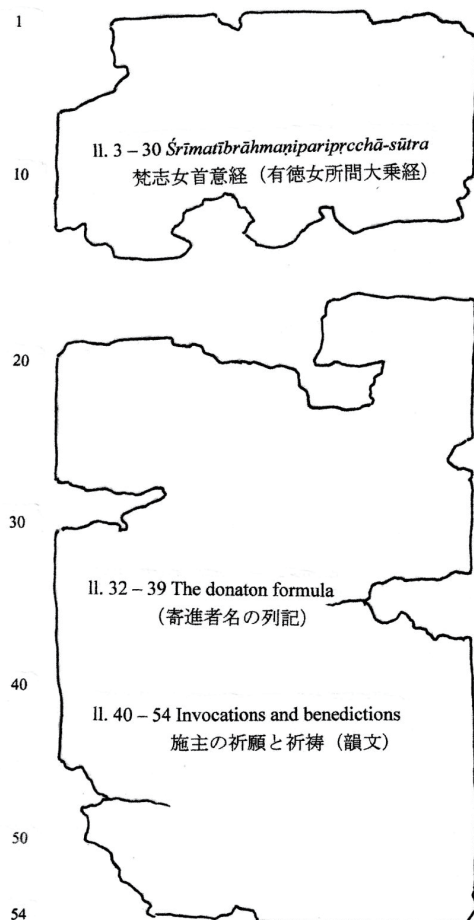 1
ll. 3 – 30 Śrīmatībrāhmaṇiparipṛcchā-sūtra
10
梵志女首意経（有徳女所問大乗経）
20
30
ll. 32 – 39 The donaton formula
（寄進者名の列記）
40
ll. 40 – 54 Invocations and benedictions
施主の祈願と祈祷（韻文）
50
54